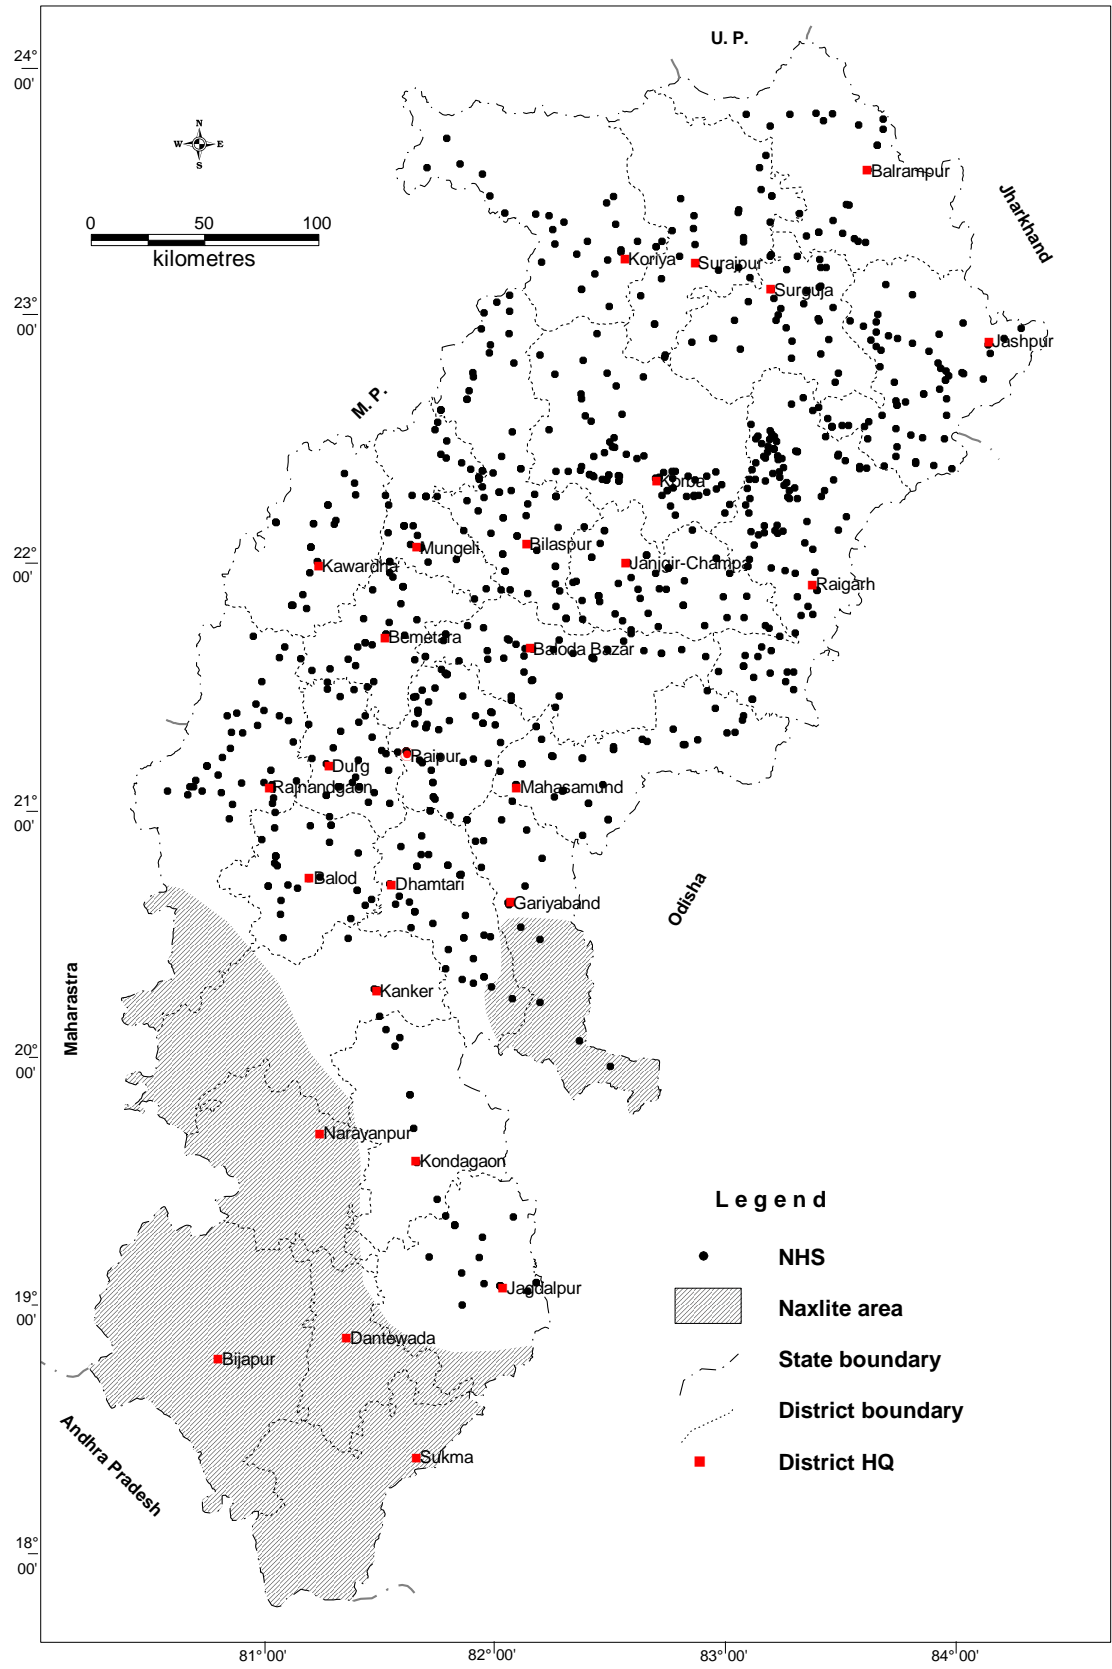 U. P.
24°
00'
N
W E
S
Balrampur
Jharkhand
0 50 100
kilometres
Koriya
Surajpur
Surguja
23°
00'
Jashpur
M. P.
Korba
Mungeli
Bilaspur
22°
00'
Kawardha
Janjgir-Champa
Raigarh
Bemetara
Baloda Bazar
Raipur
Durg
Rajnandgaon
Mahasamund
21°
00'
Balod
Dhamtari
Gariyaband
Odisha
Maharastra
Kanker
20°
00'
Narayanpur
Kondagaon
Legend
NHS
Jagdalpur
Naxlite area
19°
00'
Dantewada
Bijapur
State boundary
District boundary
Andhra Pradesh
Sukma
District HQ
18°
00'
81°00' 82°00' 83°00' 84°00'